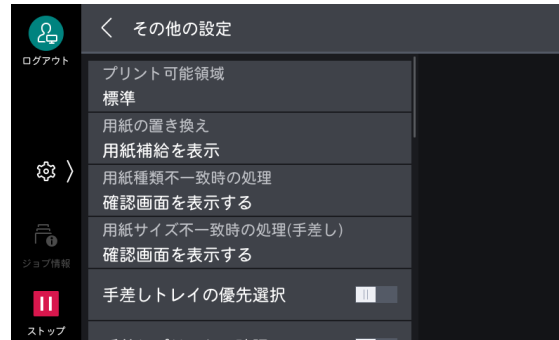 その他の設定
ログアウト
プリント可能領域
標準
用紙の置き換え
用紙補給を表示
用紙種類不一致時の処理
確認画面を表示する
用紙サイズ不一致時の処理(手差し)
確認画面を表示する
ジョブ情報
手差しトレイの優先選択
ストップ